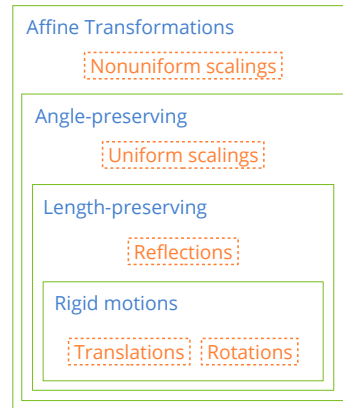 Affine Transformations
Nonuniform scalings
Angle-preserving
Uniform scalings
Length-preserving
Reflections
Rigid motions
Translations Rotations